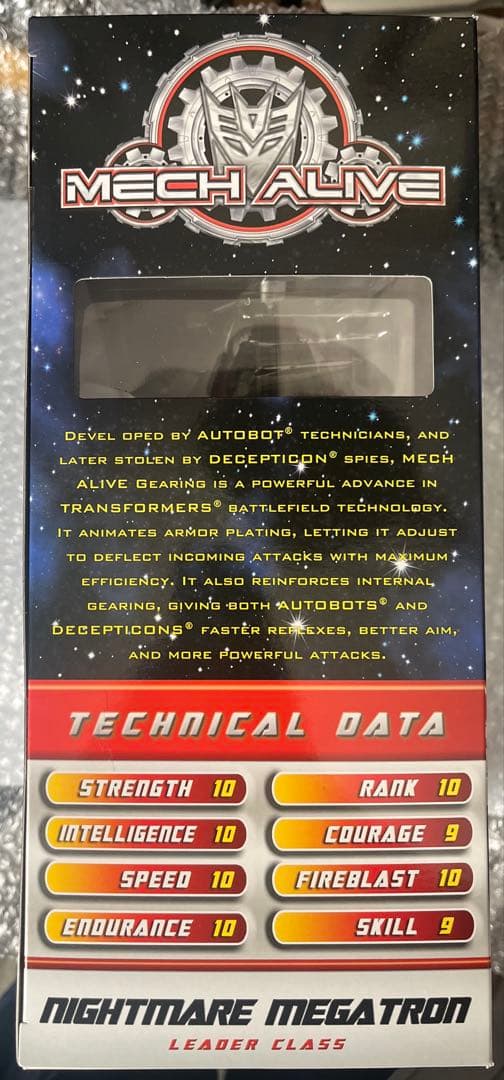 MECH ALIVE
DEVEL OPED BY AUTOBOT® TECHNICIANS, AND
LATER STOLEN BY DECEPTICON® SPIES, MECH
ALIVE GEARING IS A POWERFUL ADVANCE IN
TRANSFORMERS® BATTLEFIELD TECHNOLOGY.
IT ANIMATES ARMOR PLATING, LETTING IT ADJUST
TO DEFLECT INCOMING ATTACKS WITH MAXIMUM
EFFICIENCY. IT ALSO REINFORCES INTERNAL
GEARING, GIVING BOTH AUTOBOTS® AND
DECEPTICONS® FASTER REFLEXES, BETTER AIM,
AND MORE POWERFUL ATTACKS.
TECHNICAL DATA
STRENGTH 10
INTELLIGENCE 10
SPEED 10
ENDURANCE 10
RANK 10
COURAGE 9
FIREBLAST 10
SKILL 9
NIGHTMARE MEGATRON
LEADER CLASS